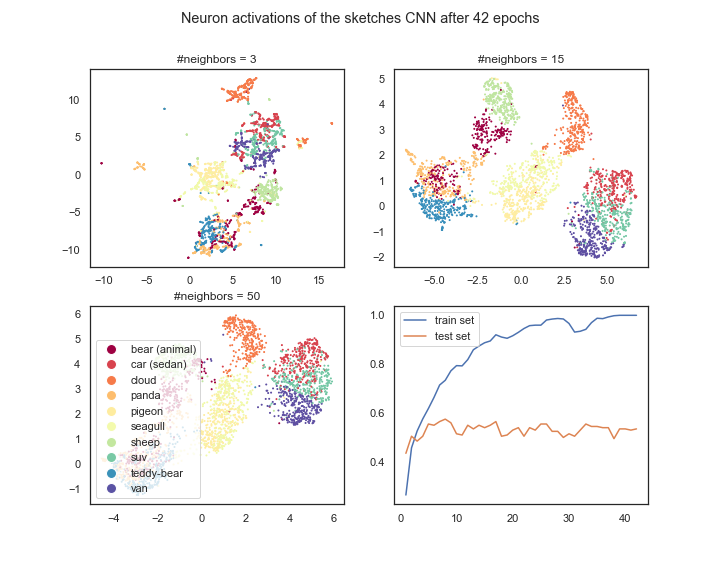 Neuron activations of the sketches CNN after 42 epochs
#neighbors = 3
10
5
0
−5
−10
−10 −5 0 5 10 15
#neighbors = 15
5
4
3
2
1
0
−1
−2
−5.0 −2.5 0.0 2.5 5.0
#neighbors = 50
6
5
4
3
2
1
0
−1
bear (animal)
car (sedan)
cloud
panda
pigeon
seagull
sheep
suv
teddy-bear
van
−4 −2 0 2 4 6
train set
test set
1.0
0.8
0.6
0.4
0 10 20 30 40